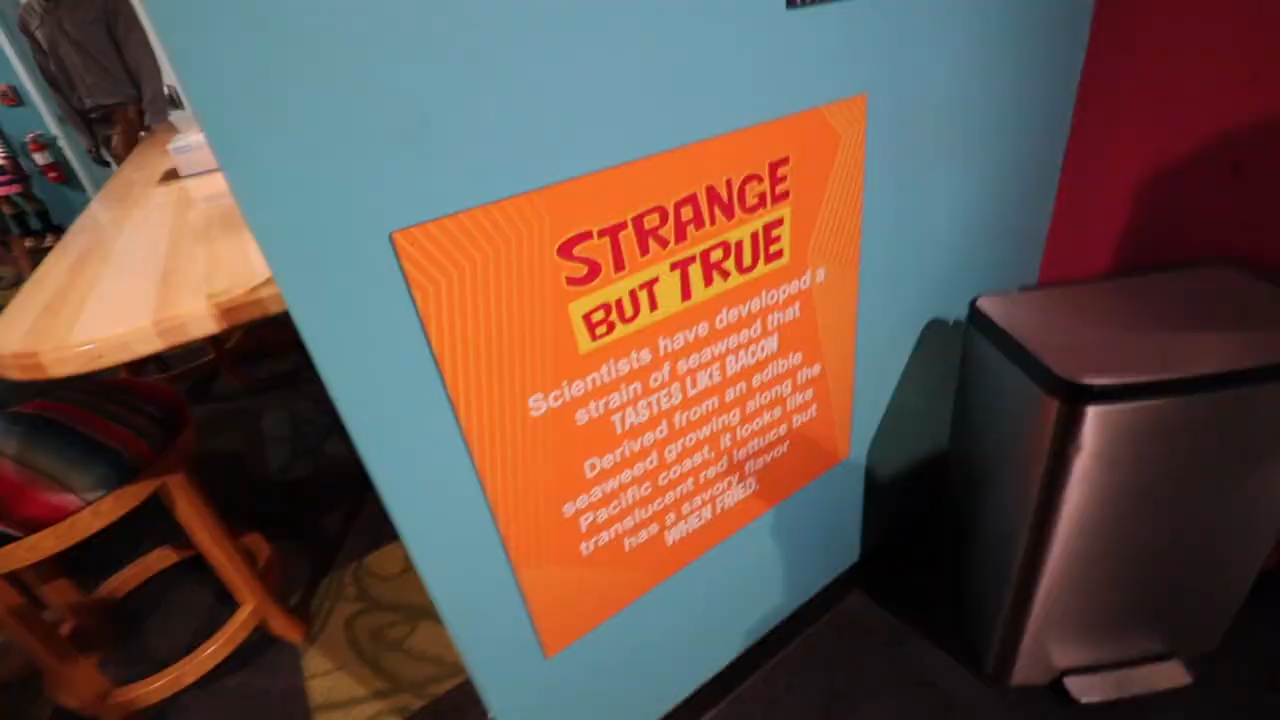 STRANGE
BUT TRUE
Scientists have developed a
strain of seaweed that
TASTES LIKE BACON
Derived from an edible
seaweed growing along the
Pacific coast, it looks like
translucent red lettuce but
has a savory flavor
WHEN FRIED.